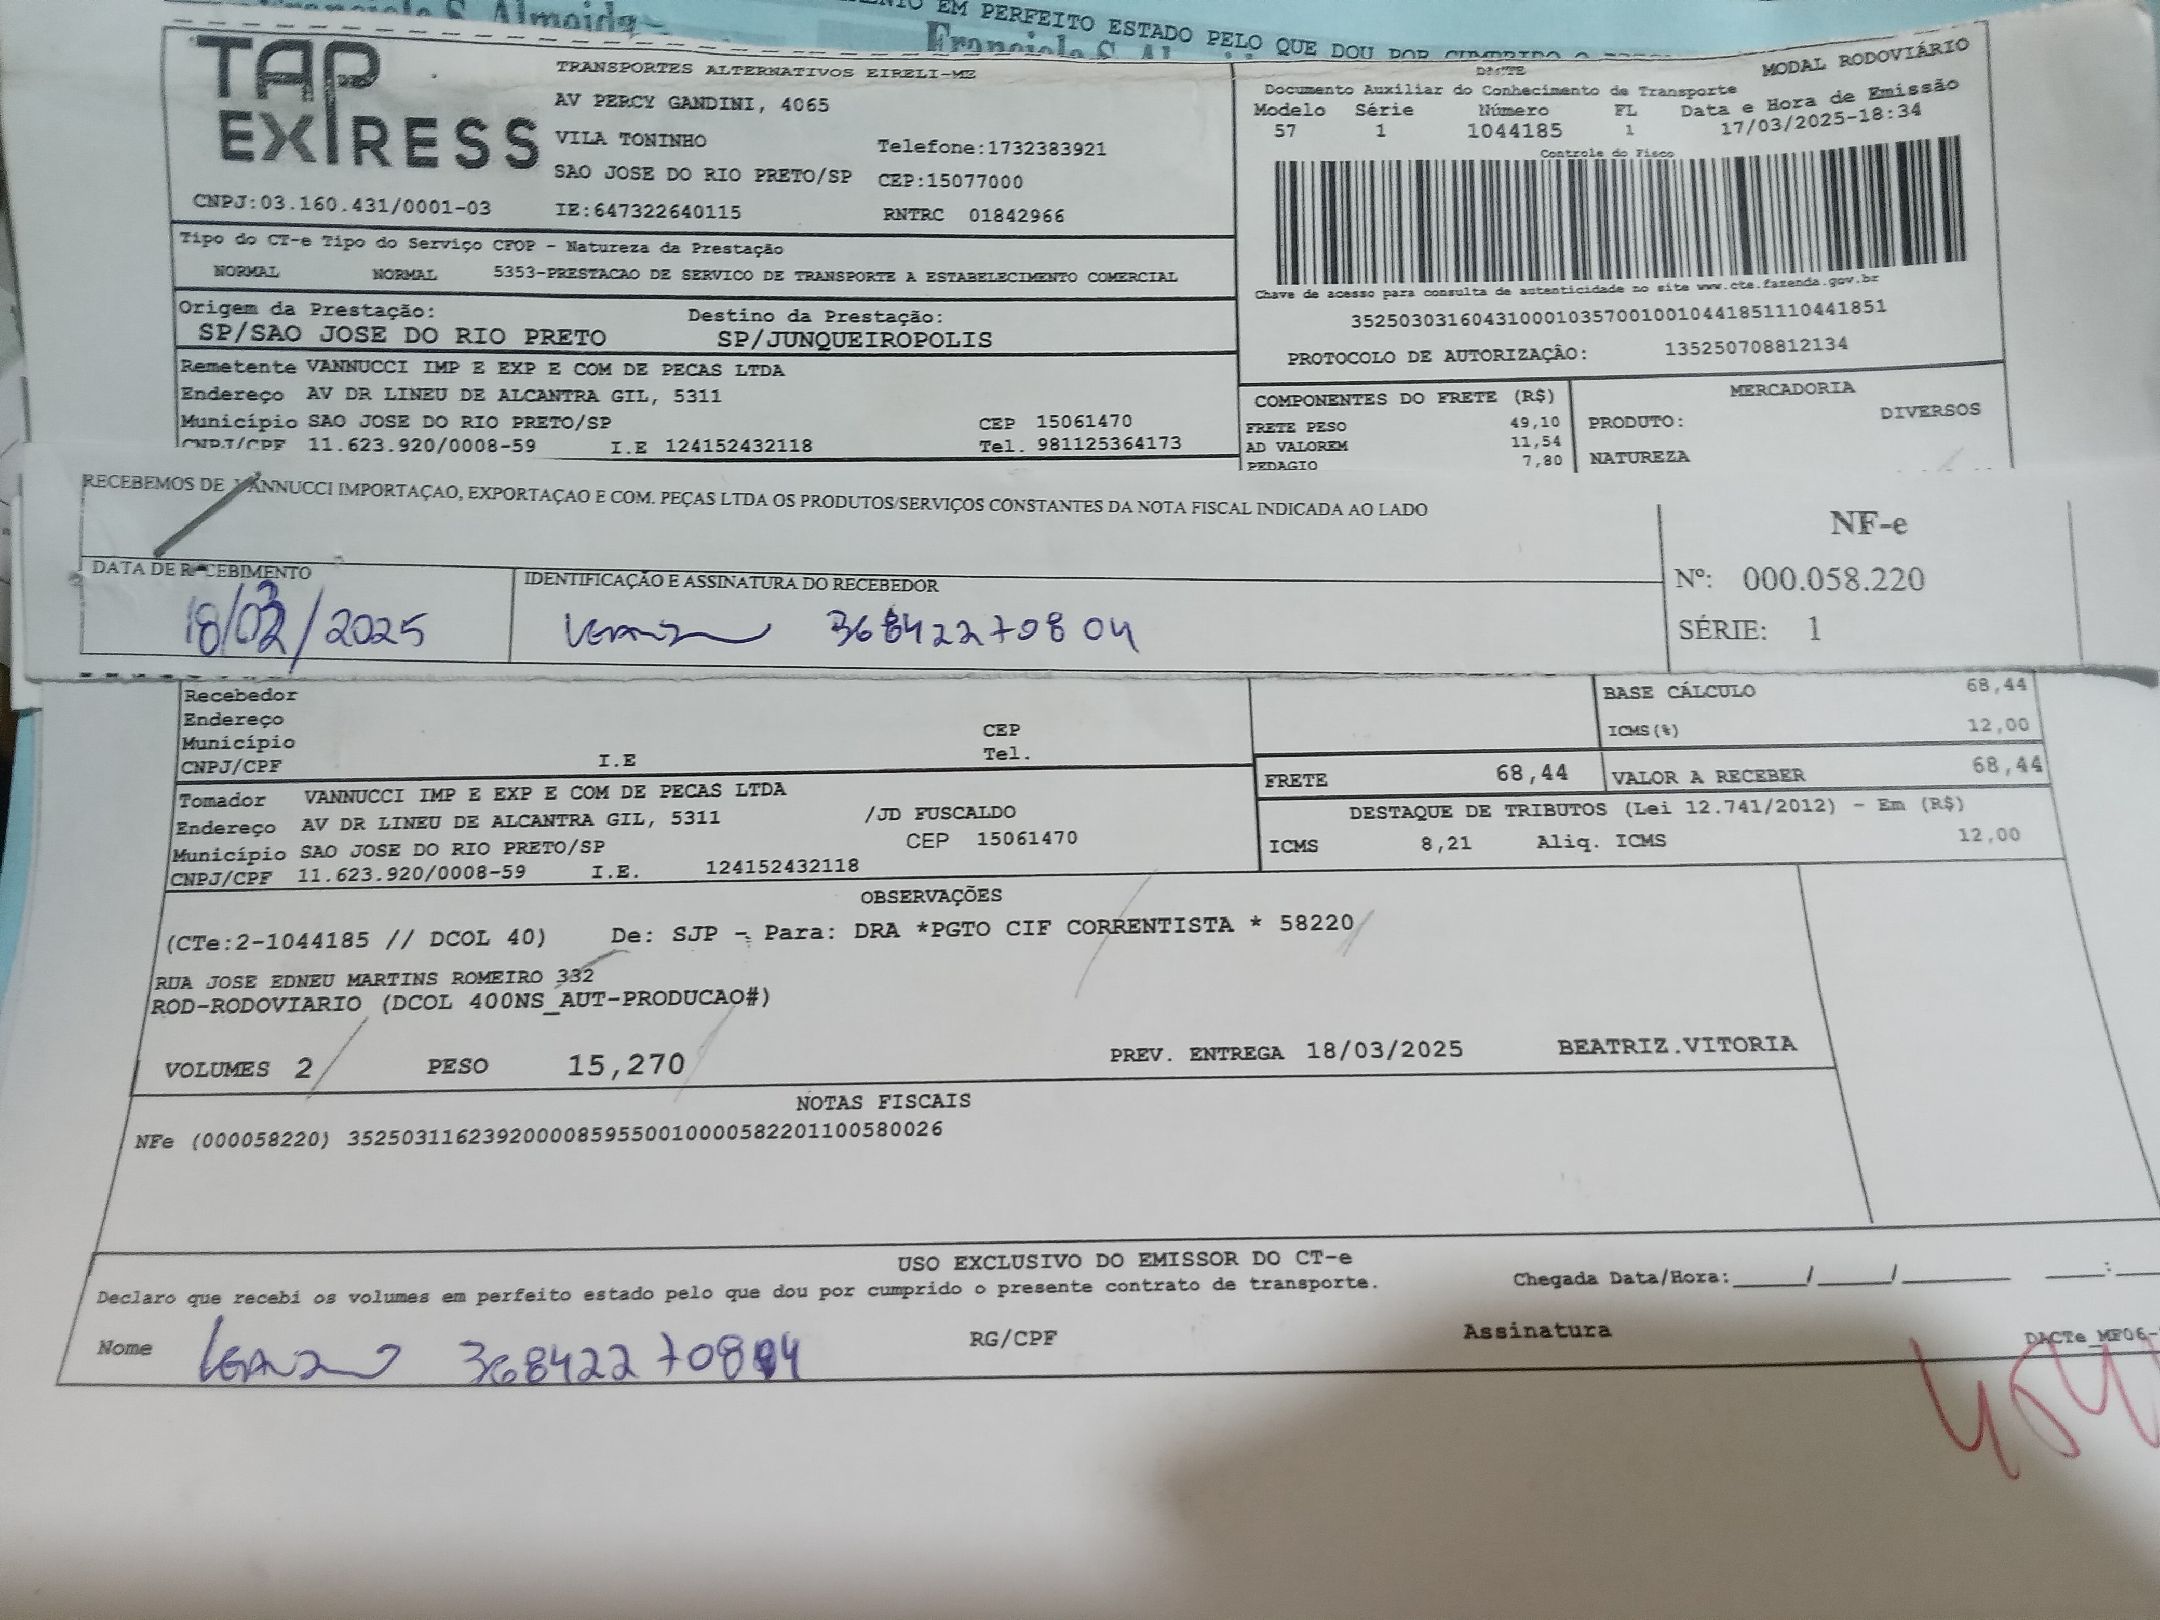 EM PERFEITO ESTADO PELO QUE DOU POR CUMPRIDO O
TAP
EXPRESS
TRANSPORTES ALTERNATIVOS EIRELI-ME
AV PERCY GANDINI, 4065
VILA TONINHO
Telefone:1732383921
SAO JOSE DO RIO PRETO/SP CEP:15077000
CNPJ:03.160.431/0001-03 IE:647322640115 RNTRC 01842966
MODAL RODOVIÁRIO
Documento Auxiliar do Conhecimento de Transporte
Modelo Série Número FL Data e Hora de Emissão
57 1 1044185 1 17/03/2025-18:34
Controle do Fisco
Chave de acesso para consulta de autenticidade no site www.cte.fazenda.gov.br
35250303160431000103570010010441851110441851
PROTOCOLO DE AUTORIZAÇÃO: 135250708812134
Tipo do CT-e Tipo do Serviço CFOP - Natureza da Prestação
NORMAL NORMAL 5353-PRESTACAO DE SERVICO DE TRANSPORTE A ESTABELECIMENTO COMERCIAL
Origem da Prestação: Destino da Prestação:
SP/SAO JOSE DO RIO PRETO SP/JUNQUEIROPOLIS
Remetente VANNUCCI IMP E EXP E COM DE PECAS LTDA
Endereço AV DR LINEU DE ALCANTRA GIL, 5311
Município SAO JOSE DO RIO PRETO/SP CEP 15061470
CNPJ/CPF 11.623.920/0008-59 I.E 124152432118 Tel. 981125364173
COMPONENTES DO FRETE (R$)
FRETE PESO 49,10
AD VALOREM 11,54
PEDAGIO 7,80
MERCADORIA
PRODUTO: DIVERSOS
NATUREZA
RECEBEMOS DE VANNUCCI IMPORTAÇAO, EXPORTAÇAO E COM. PEÇAS LTDA OS PRODUTOS/SERVIÇOS CONSTANTES DA NOTA FISCAL INDICADA AO LADO
DATA DE RECEBIMENTO
18/03/2025
IDENTIFICAÇÃO E ASSINATURA DO RECEBEDOR
36842270804
NF-e
Nº: 000.058.220
SÉRIE: 1
Recebedor
Endereço
Município CEP
CNPJ/CPF I.E Tel.
BASE CÁLCULO 68,44
ICMS(%) 12,00
FRETE 68,44 VALOR A RECEBER 68,44
Tomador VANNUCCI IMP E EXP E COM DE PECAS LTDA
Endereço AV DR LINEU DE ALCANTRA GIL, 5311 /JD FUSCALDO
Município SAO JOSE DO RIO PRETO/SP CEP 15061470
CNPJ/CPF 11.623.920/0008-59 I.E. 124152432118
DESTAQUE DE TRIBUTOS (Lei 12.741/2012) - Em (R$)
ICMS 8,21 Aliq. ICMS 12,00
OBSERVAÇÕES
(CTe:2-1044185 // DCOL 40) De: SJP - Para: DRA *PGTO CIF CORRENTISTA * 58220
RUA JOSE EDNEU MARTINS ROMEIRO 332
ROD-RODOVIARIO (DCOL 400NS_AUT-PRODUCAO#)
VOLUMES 2 PESO 15,270 PREV. ENTREGA 18/03/2025 BEATRIZ.VITORIA
NOTAS FISCAIS
NFe (000058220) 35250311623920000859550010000582201100580026
USO EXCLUSIVO DO EMISSOR DO CT-e
Declaro que recebi os volumes em perfeito estado pelo que dou por cumprido o presente contrato de transporte. Chegada Data/Hora:_____/_____/_______ ____:____
Nome 36842270804 RG/CPF Assinatura